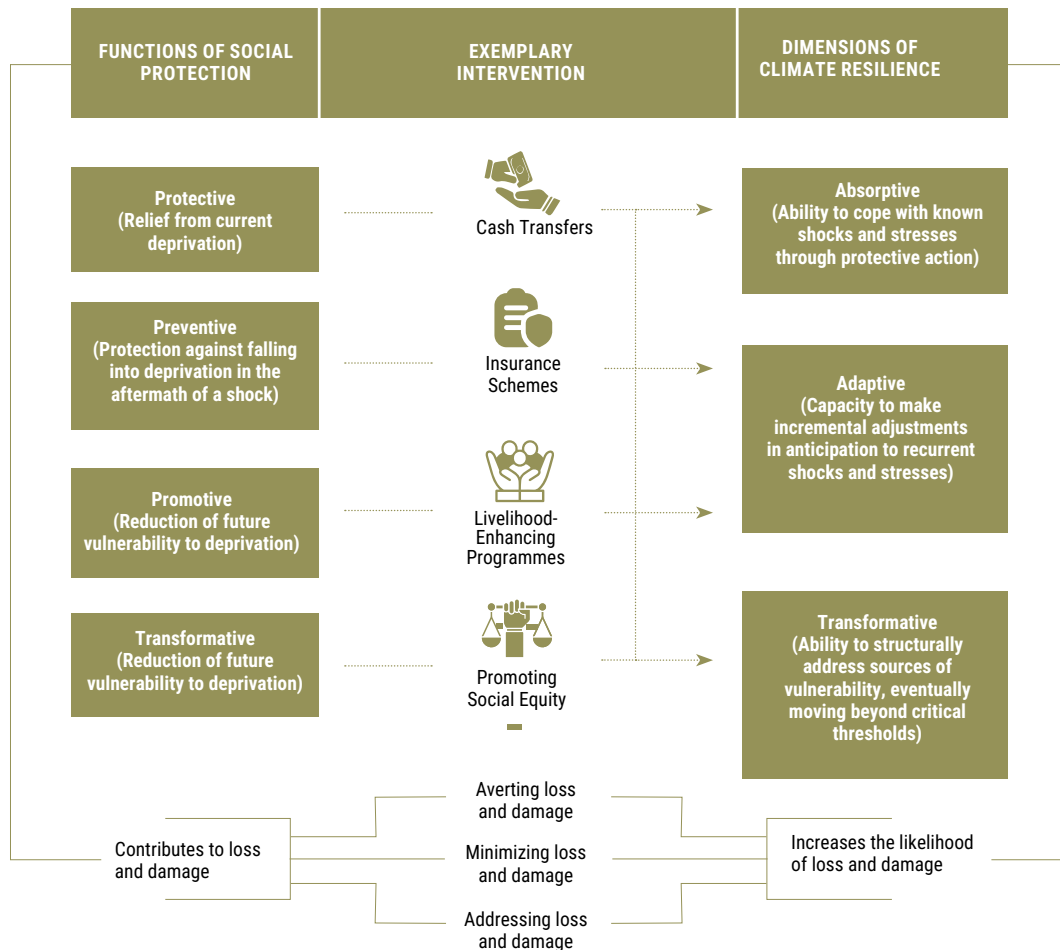 FUNCTIONS OF SOCIAL
PROTECTION
EXEMPLARY
INTERVENTION
DIMENSIONS OF
CLIMATE RESILIENCE
Protective
(Relief from current
deprivation)
Cash Transfers
Absorptive
(Ability to cope with known
shocks and stresses
through protective action)
Preventive
(Protection against falling
into deprivation in the
aftermath of a shock)
Insurance
Schemes
Adaptive
(Capacity to make
incremental adjustments
in anticipation to recurrent
shocks and stresses)
Promotive
(Reduction of future
vulnerability to deprivation)
Livelihood-
Enhancing
Programmes
Transformative
(Reduction of future
vulnerability to deprivation)
Promoting
Social Equity
Transformative
(Ability to structurally
address sources of
vulnerability, eventually
moving beyond critical
thresholds)
Contributes to loss
and damage
Averting loss
and damage
Minimizing loss
and damage
Addressing loss
and damage
Increases the likelihood
of loss and damage